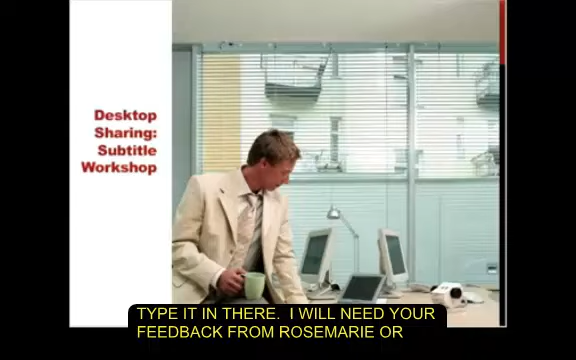 Desktop
Sharing:
Subtitle
Workshop
TYPE IT IN THERE.  I WILL NEED YOUR
FEEDBACK FROM ROSEMARIE OR